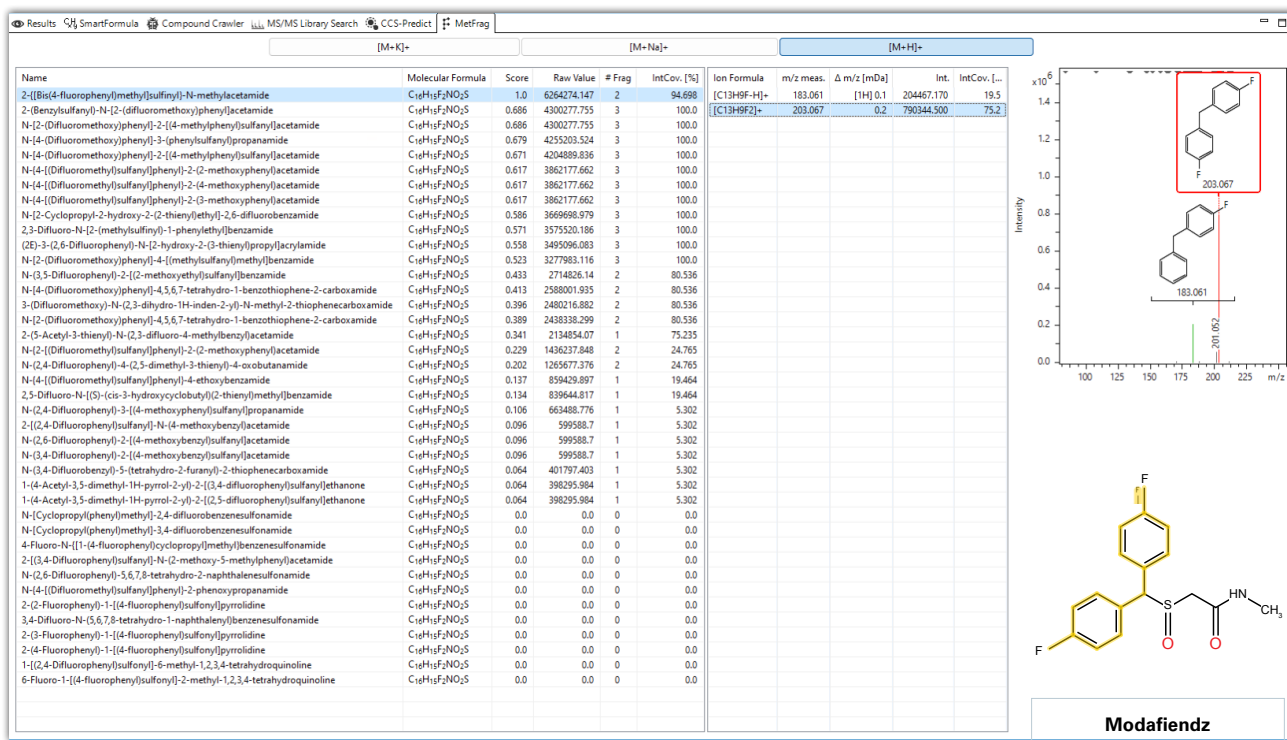 Results SmartFormula Compound Crawler MS/MS Library Search CCS-Predict MetFrag
[M+K]+ [M+Na]+ [M+H]+
Name Molecular Formula Score Raw Value # Frag IntCov. [%]
2-{[Bis(4-fluorophenyl)methyl]sulfinyl}-N-methylacetamide C16H15F2NO2S 1.0 6264274.147 2 94.698
2-(Benzylsulfanyl)-N-[2-(difluoromethoxy)phenyl]acetamide C16H15F2NO2S 0.686 4300277.755 3 100.0
N-[2-(Difluoromethoxy)phenyl]-2-[(4-methylphenyl)sulfanyl]acetamide C16H15F2NO2S 0.686 4300277.755 3 100.0
N-[4-(Difluoromethoxy)phenyl]-3-(phenylsulfanyl)propanamide C16H15F2NO2S 0.679 4255203.524 3 100.0
N-[4-(Difluoromethoxy)phenyl]-2-[(4-methylphenyl)sulfanyl]acetamide C16H15F2NO2S 0.671 4204889.836 3 100.0
N-{4-[(Difluoromethyl)sulfanyl]phenyl}-2-(2-methoxyphenyl)acetamide C16H15F2NO2S 0.617 3862177.662 3 100.0
N-{4-[(Difluoromethyl)sulfanyl]phenyl}-2-(4-methoxyphenyl)acetamide C16H15F2NO2S 0.617 3862177.662 3 100.0
N-{4-[(Difluoromethyl)sulfanyl]phenyl}-2-(3-methoxyphenyl)acetamide C16H15F2NO2S 0.617 3862177.662 3 100.0
N-[2-Cyclopropyl-2-hydroxy-2-(2-thienyl)ethyl]-2,6-difluorobenzamide C16H15F2NO2S 0.586 3669698.979 3 100.0
2,3-Difluoro-N-[2-(methylsulfinyl)-1-phenylethyl]benzamide C16H15F2NO2S 0.571 3575520.186 3 100.0
(2E)-3-(2,6-Difluorophenyl)-N-[2-hydroxy-2-(3-thienyl)propyl]acrylamide C16H15F2NO2S 0.558 3495096.083 3 100.0
N-[2-(Difluoromethoxy)phenyl]-4-[(methylsulfanyl)methyl]benzamide C16H15F2NO2S 0.523 3277983.116 3 100.0
N-(3,5-Difluorophenyl)-2-[(2-methoxyethyl)sulfanyl]benzamide C16H15F2NO2S 0.433 2714826.14 2 80.536
N-[4-(Difluoromethoxy)phenyl]-4,5,6,7-tetrahydro-1-benzothiophene-2-carboxamide C16H15F2NO2S 0.413 2588001.935 2 80.536
3-(Difluoromethoxy)-N-(2,3-dihydro-1H-inden-2-yl)-N-methyl-2-thiophenecarboxamide C16H15F2NO2S 0.396 2480216.882 2 80.536
N-[2-(Difluoromethoxy)phenyl]-4,5,6,7-tetrahydro-1-benzothiophene-2-carboxamide C16H15F2NO2S 0.389 2438338.299 2 80.536
2-(5-Acetyl-3-thienyl)-N-(2,3-difluoro-4-methylbenzyl)acetamide C16H15F2NO2S 0.341 2134854.07 1 75.235
N-{2-[(Difluoromethyl)sulfanyl]phenyl}-2-(2-methoxyphenyl)acetamide C16H15F2NO2S 0.229 1436237.848 2 24.765
N-(2,4-Difluorophenyl)-4-(2,5-dimethyl-3-thienyl)-4-oxobutanamide C16H15F2NO2S 0.202 1265677.376 2 24.765
N-{4-[(Difluoromethyl)sulfanyl]phenyl}-4-ethoxybenzamide C16H15F2NO2S 0.137 859429.897 1 19.464
2,5-Difluoro-N-[(S)-(cis-3-hydroxycyclobutyl)(2-thienyl)methyl]benzamide C16H15F2NO2S 0.134 839644.817 1 19.464
N-(2,4-Difluorophenyl)-3-[(4-methoxyphenyl)sulfanyl]propanamide C16H15F2NO2S 0.106 663488.776 1 5.302
2-[(2,4-Difluorophenyl)sulfanyl]-N-(4-methoxybenzyl)acetamide C16H15F2NO2S 0.096 599588.7 1 5.302
N-(2,6-Difluorophenyl)-2-[(4-methoxybenzyl)sulfanyl]acetamide C16H15F2NO2S 0.096 599588.7 1 5.302
N-(2,4-Difluorophenyl)-2-[(4-methoxybenzyl)sulfanyl]acetamide C16H15F2NO2S 0.096 599588.7 1 5.302
N-(3,4-Difluorobenzyl)-5-(tetrahydro-2-furanyl)-2-thiophenecarboxamide C16H15F2NO2S 0.064 401797.403 1 5.302
1-(4-Acetyl-3,5-dimethyl-1H-pyrrol-2-yl)-2-[(3,4-difluorophenyl)sulfanyl]ethanone C16H15F2NO2S 0.064 398295.984 1 5.302
1-(4-Acetyl-3,5-dimethyl-1H-pyrrol-2-yl)-2-[(2,5-difluorophenyl)sulfanyl]ethanone C16H15F2NO2S 0.064 398295.984 1 5.302
N-[Cyclopropyl(phenyl)methyl]-2,4-difluorobenzenesulfonamide C16H15F2NO2S 0.0 0.0 0 0.0
N-[Cyclopropyl(phenyl)methyl]-3,4-difluorobenzenesulfonamide C16H15F2NO2S 0.0 0.0 0 0.0
4-Fluoro-N-{[1-(4-fluorophenyl)cyclopropyl]methyl}benzenesulfonamide C16H15F2NO2S 0.0 0.0 0 0.0
2-[(3,4-Difluorophenyl)sulfanyl]-N-(2-methoxy-5-methylphenyl)acetamide C16H15F2NO2S 0.0 0.0 0 0.0
N-(2,6-Difluorophenyl)-5,6,7,8-tetrahydro-2-naphthalenesulfonamide C16H15F2NO2S 0.0 0.0 0 0.0
N-{4-[(Difluoromethyl)sulfanyl]phenyl}-2-phenoxypropanamide C16H15F2NO2S 0.0 0.0 0 0.0
2-(2-Fluorophenyl)-1-[(4-fluorophenyl)sulfonyl]pyrrolidine C16H15F2NO2S 0.0 0.0 0 0.0
3,4-Difluoro-N-(5,6,7,8-tetrahydro-1-naphthalenyl)benzenesulfonamide C16H15F2NO2S 0.0 0.0 0 0.0
2-(3-Fluorophenyl)-1-[(4-fluorophenyl)sulfonyl]pyrrolidine C16H15F2NO2S 0.0 0.0 0 0.0
2-(4-Fluorophenyl)-1-[(4-fluorophenyl)sulfonyl]pyrrolidine C16H15F2NO2S 0.0 0.0 0 0.0
1-[(2,4-Difluorophenyl)sulfonyl]-6-methyl-1,2,3,4-tetrahydroquinoline C16H15F2NO2S 0.0 0.0 0 0.0
6-Fluoro-1-[(4-fluorophenyl)sulfonyl]-2-methyl-1,2,3,4-tetrahydroquinoline C16H15F2NO2S 0.0 0.0 0 0.0
Ion Formula m/z meas. Δ m/z [mDa] Int. IntCov. [...
[C13H9F-H]+ 183.061 [1H] 0.1 204467.170 19.5
[C13H9F2]+ 203.067 0.2 790344.500 75.2
x10⁶
1.4
1.2
1.0
0.8
0.6
0.4
0.2
0.0
Intensity
F
F
203.067
F
183.061
201.052
100 125 150 175 200 225 m/z
F
F
F
S
O
O
HN
CH3
Modafiendz